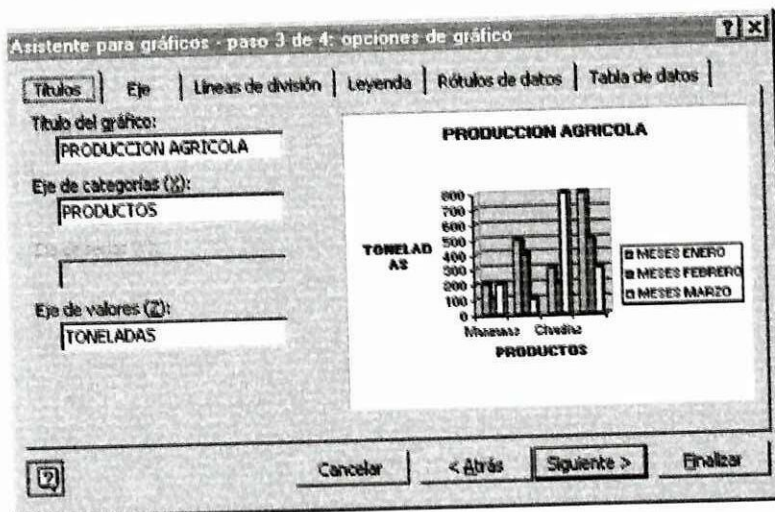 Asistente para gráficos - paso 3 de 4: opciones de gráfico
Títulos Eje Líneas de división Leyenda Rótulos de datos Tabla de datos
Título del gráfico:
PRODUCCION AGRICOLA
Eje de categorías (X):
PRODUCTOS
Eje de valores (Z):
TONELADAS
PRODUCCION AGRICOLA
800
700
600
500
400
300
200
100
0
TONELAD
AS
PRODUCTOS
MESES ENERO
MESES FEBRERO
MESES MARZO
Cancelar < Atrás Siguiente > Finalizar